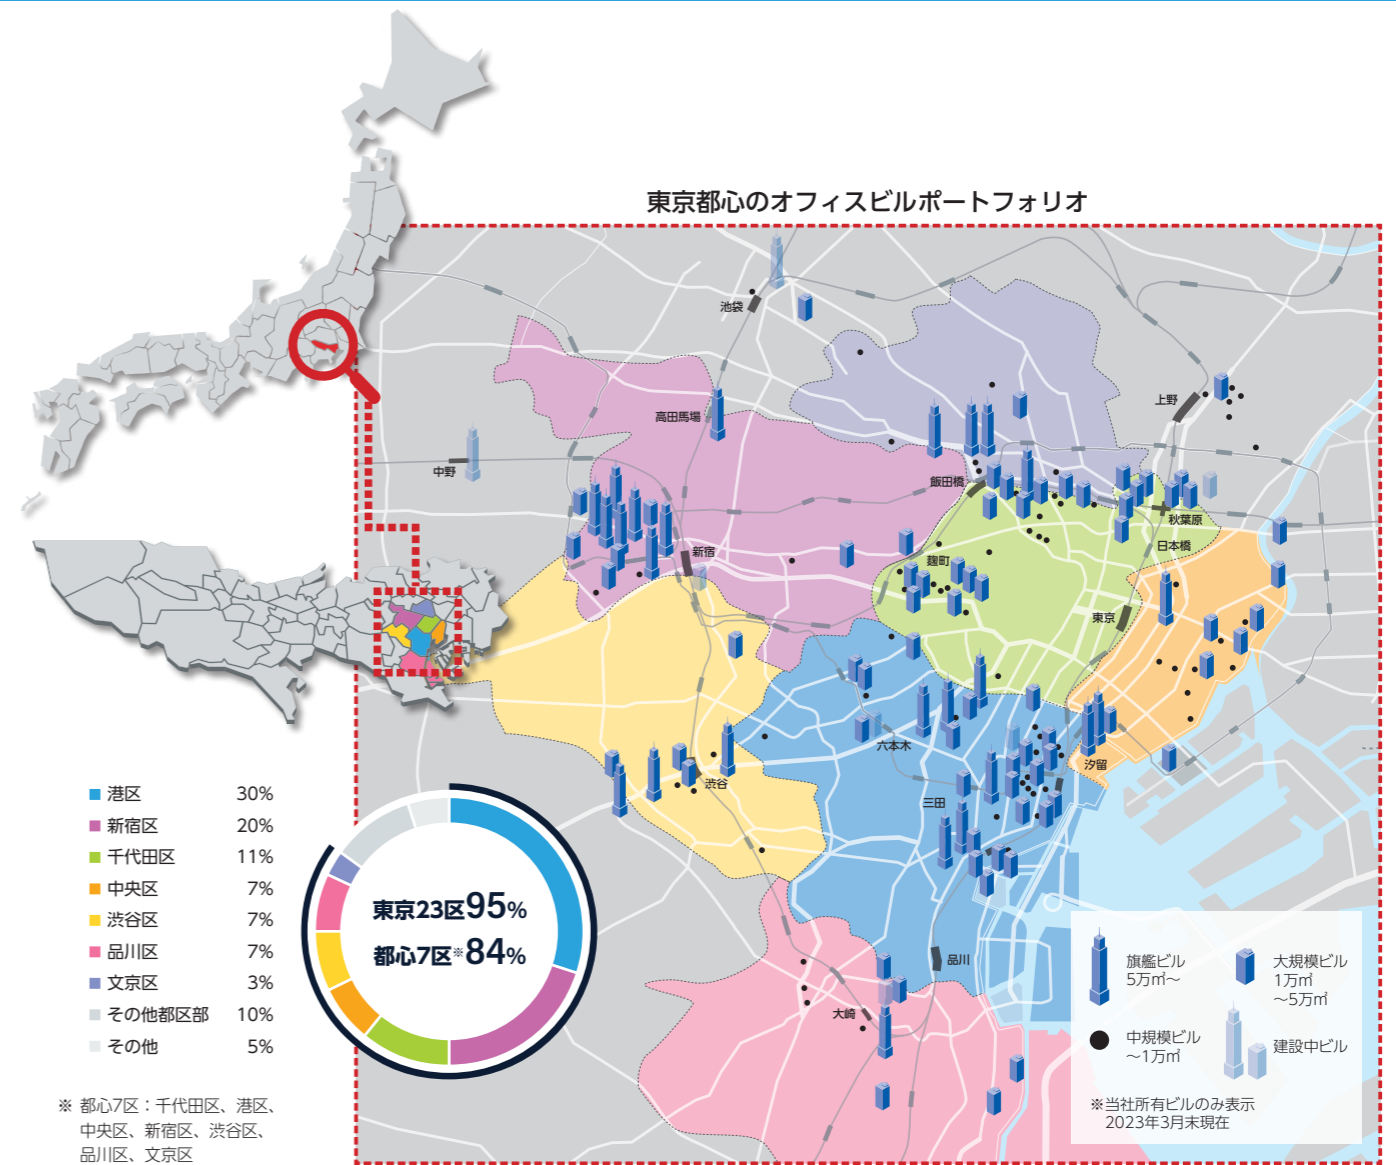 東京都心のオフィスビルポートフォリオ
池袋
上野
高田馬場
中野
飯田橋
秋葉原
日本橋
新宿
麹町
東京
六本木
汐留
渋谷
三田
品川
大崎
港区 30%
新宿区 20%
千代田区 11%
中央区 7%
渋谷区 7%
品川区 7%
文京区 3%
その他都区部 10%
その他 5%
東京23区95%
都心7区※84%
※ 都心7区：千代田区、港区、
中央区、新宿区、渋谷区、
品川区、文京区
旗艦ビル
5万㎡〜
大規模ビル
1万㎡
〜5万㎡
中規模ビル
〜1万㎡
建設中ビル
※当社所有ビルのみ表示
2023年3月末現在